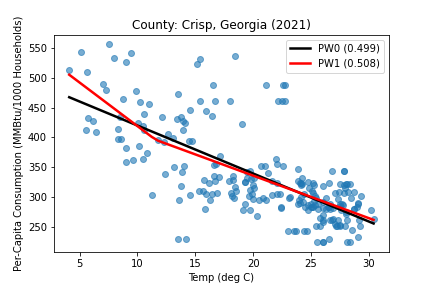 County: Crisp, Georgia (2021)
PW0 (0.499)
PW1 (0.508)
Per-Capita Consumption (MMBtu/1000 Households)
550
500
450
400
350
300
250
5 10 15 20 25 30
Temp (deg C)